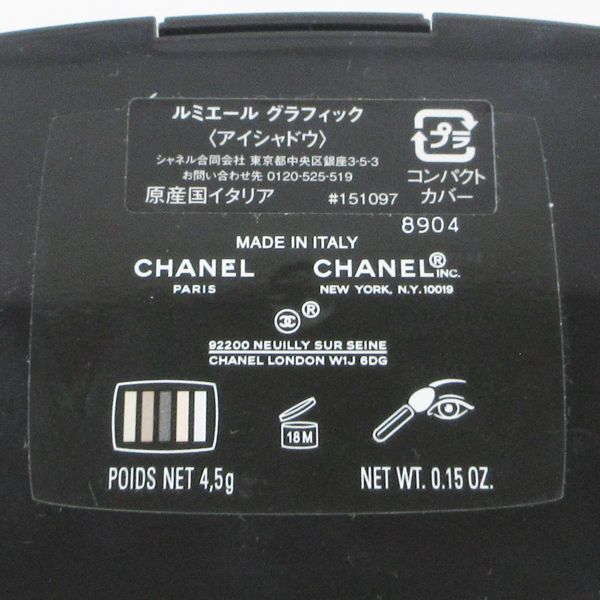 ルミエール グラフィック
〈アイシャドウ〉
シャネル合同会社 東京都中央区銀座3-5-3
お問い合わせ先 0120-525-519
原産国イタリア #151097
プラ
コンパクト
カバー
8904
MADE IN ITALY
CHANEL CHANEL® INC.
PARIS NEW YORK, N.Y. 10019
®
92200 NEUILLY SUR SEINE
CHANEL LONDON W1J 6DG
18M
POIDS NET 4,5g NET WT. 0.15 OZ.